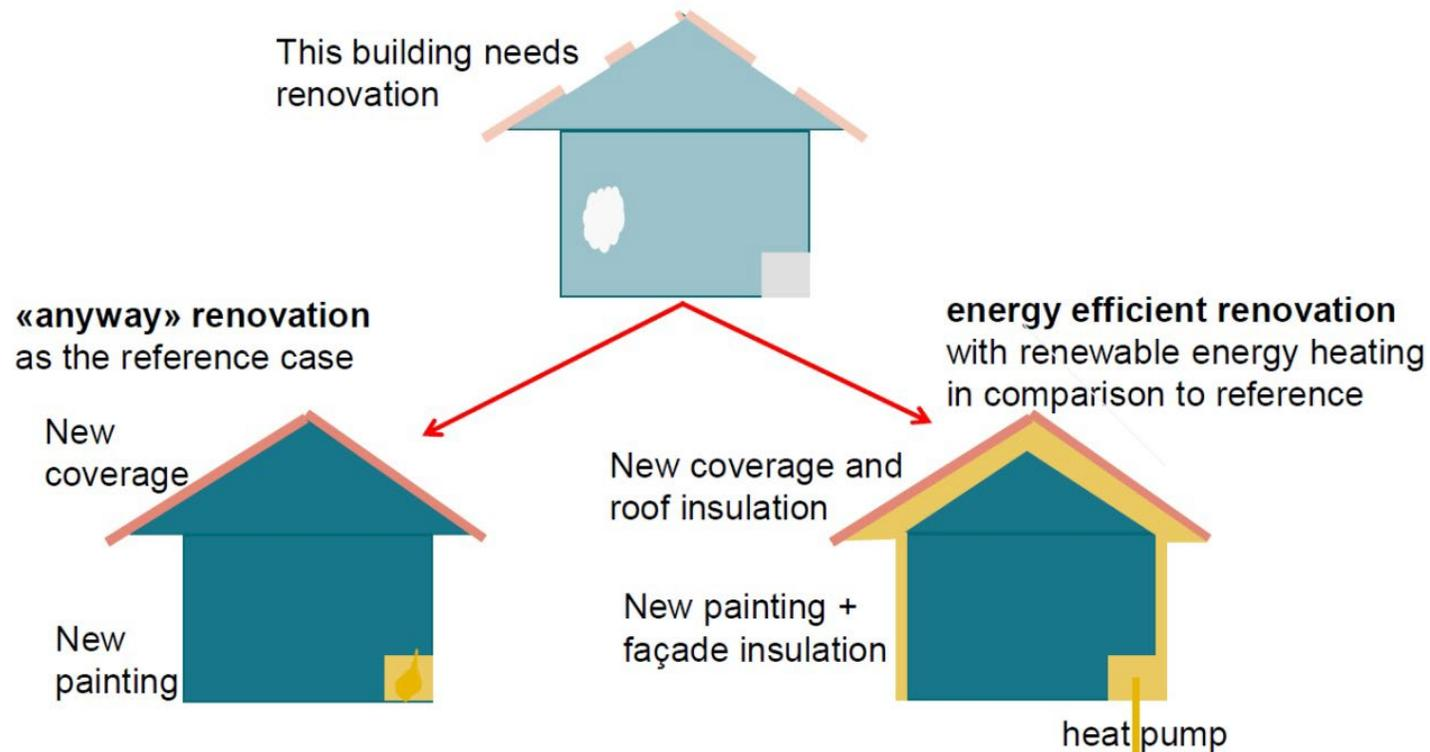 This building needs
renovation
«anyway» renovation
as the reference case
energy efficient renovation
with renewable energy heating
in comparison to reference
New
coverage
New coverage and
roof insulation
New painting +
façade insulation
New
painting
heat pump